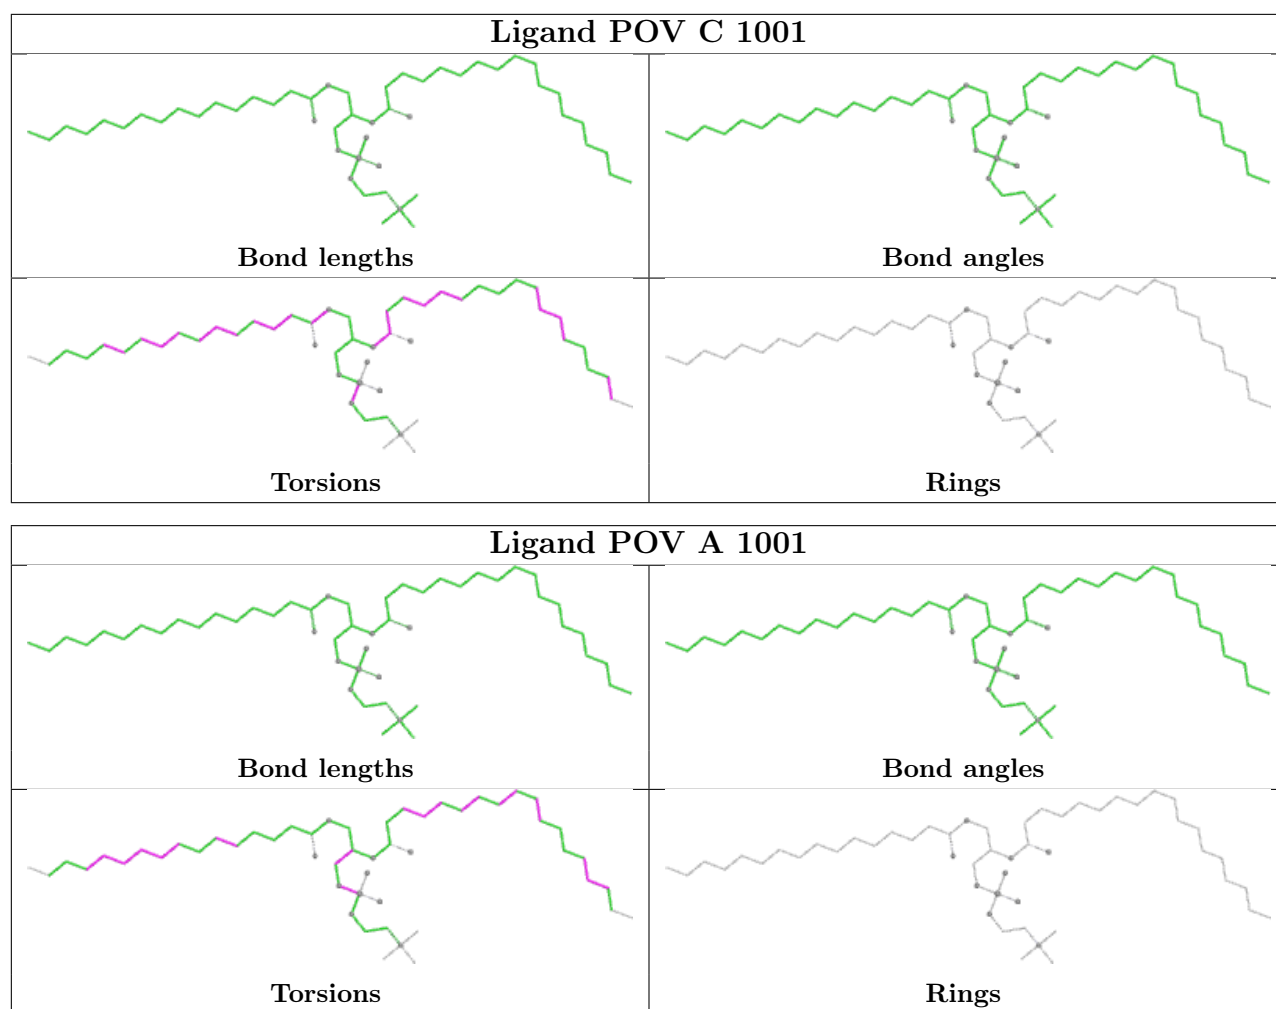 Ligand POV C 1001
Bond lengths
Bond angles
Torsions
Rings
Ligand POV A 1001
Bond lengths
Bond angles
Torsions
Rings